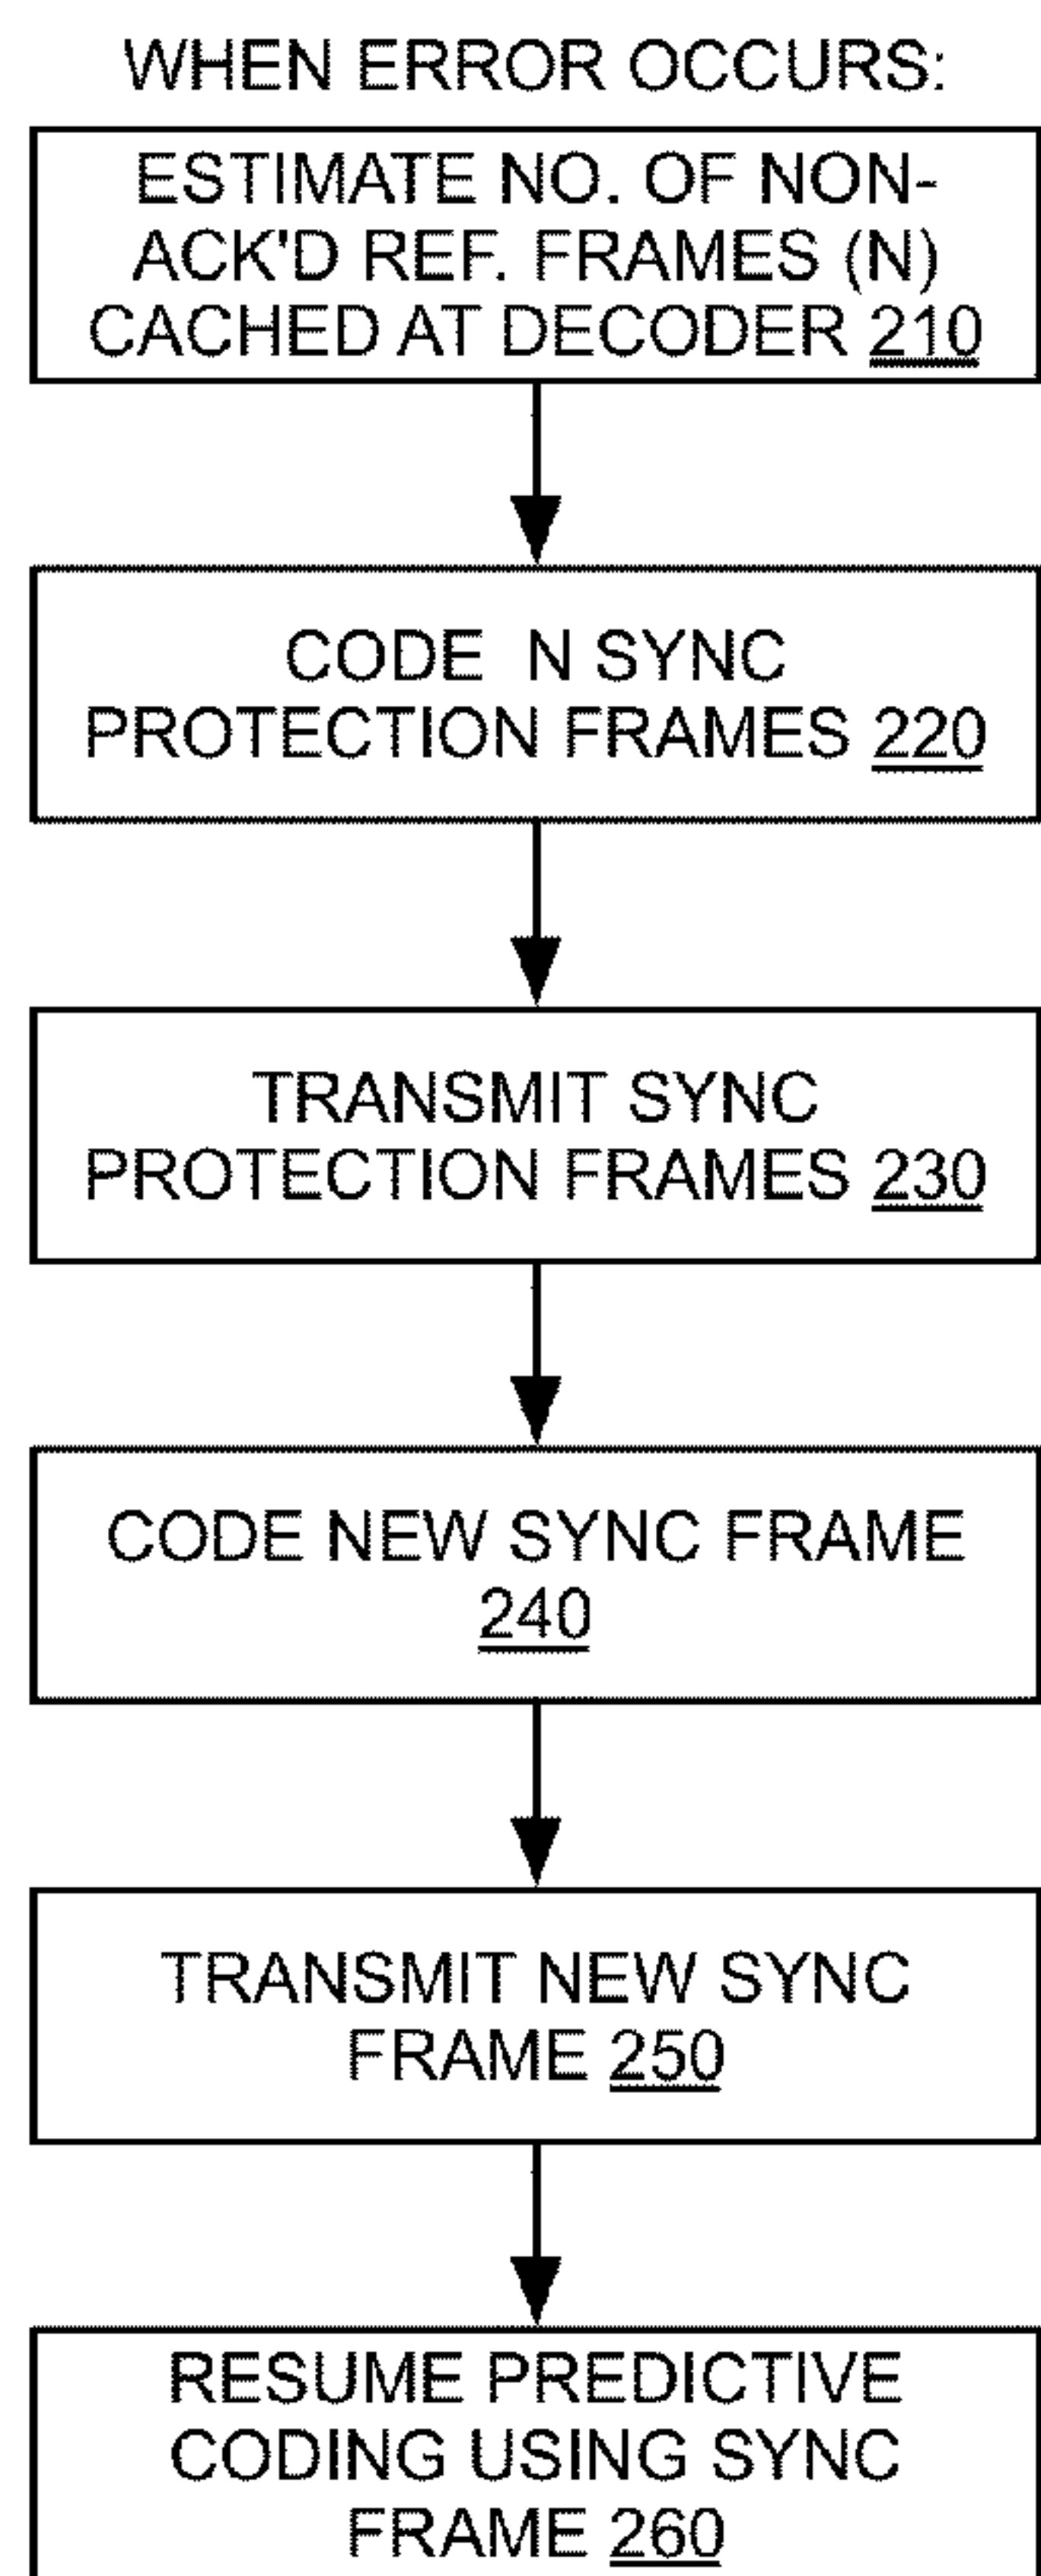 WHEN ERROR OCCURS:
ESTIMATE NO. OF NON-
ACK'D REF. FRAMES (N)
CACHED AT DECODER 210
CODE N SYNC
PROTECTION FRAMES 220
TRANSMIT SYNC
PROTECTION FRAMES 230
CODE NEW SYNC FRAME
240
TRANSMIT NEW SYNC
FRAME 250
RESUME PREDICTIVE
CODING USING SYNC
FRAME 260